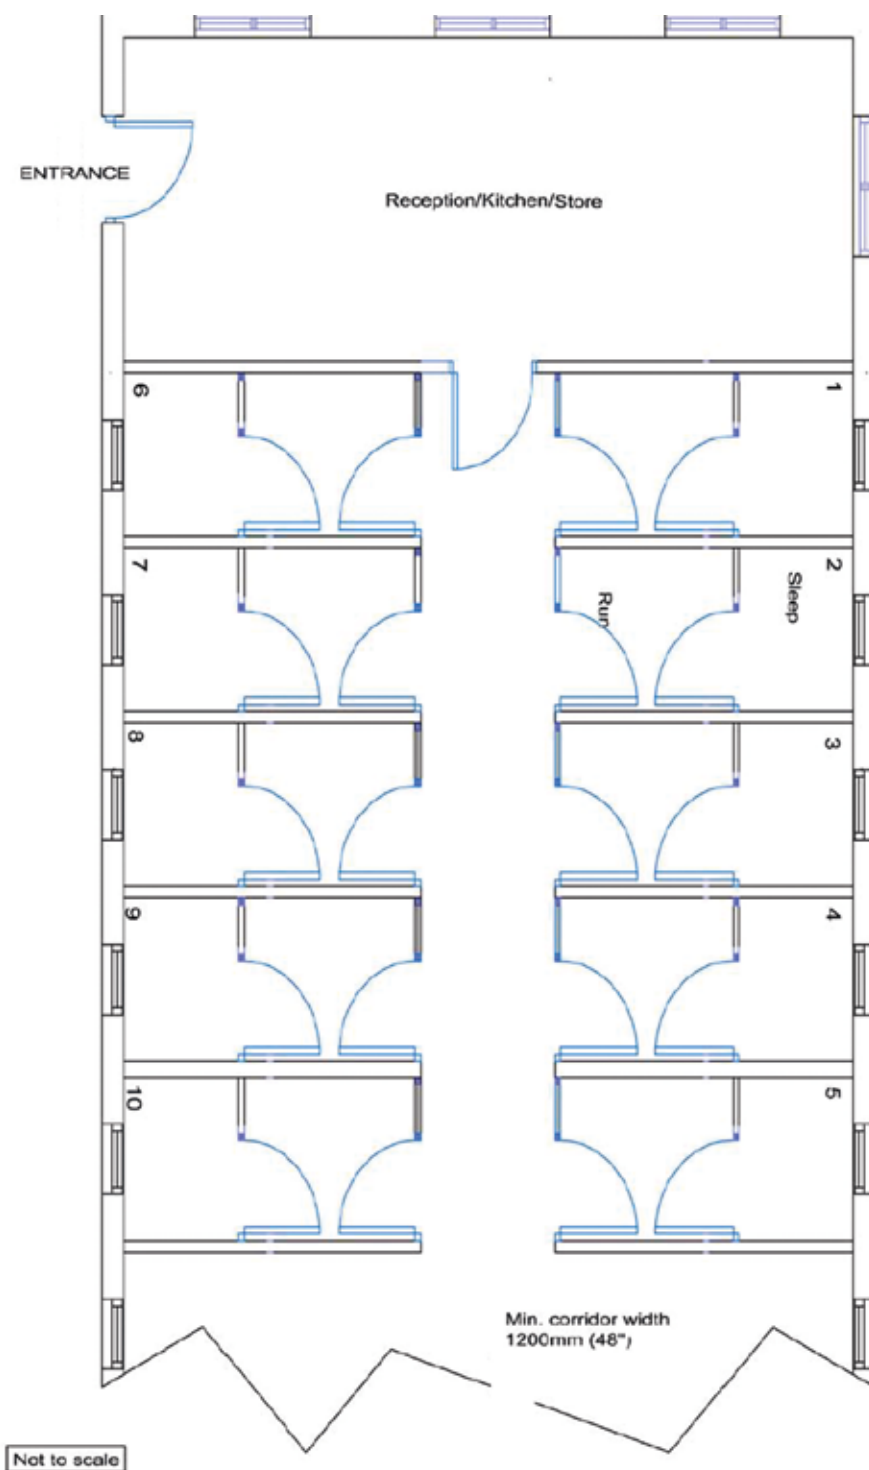 ENTRANCE
Reception/Kitchen/Store
6
1
7
2
Run
Sleep
8
3
9
4
10
5
Min. corridor width
1200mm (48")
Not to scale